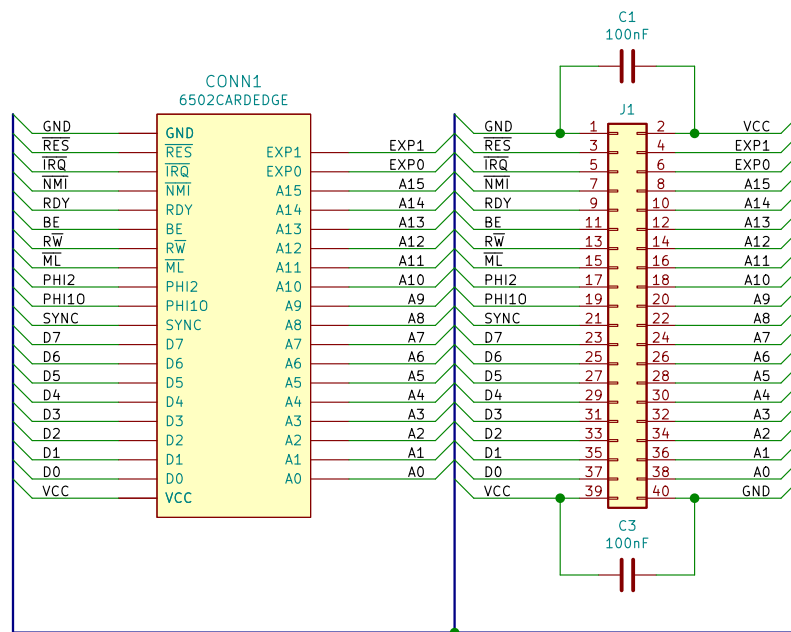 C1
100nF
CONN1
6502CARDEDGE
J1
GND GND GND 1 2 VCC
RES RES EXP1 EXP1 RES 3 4 EXP1
IRQ IRQ EXP0 EXP0 IRQ 5 6 EXP0
NMI NMI A15 A15 NMI 7 8 A15
RDY RDY A14 A14 RDY 9 10 A14
BE BE A13 A13 BE 11 12 A13
RW RW A12 A12 RW 13 14 A12
ML ML A11 A11 ML 15 16 A11
PHI2 PHI2 A10 A10 PHI2 17 18 A10
PHI1O PHI1O A9 A9 PHI1O 19 20 A9
SYNC SYNC A8 A8 SYNC 21 22 A8
D7 D7 A7 A7 D7 23 24 A7
D6 D6 A6 A6 D6 25 26 A6
D5 D5 A5 A5 D5 27 28 A5
D4 D4 A4 A4 D4 29 30 A4
D3 D3 A3 A3 D3 31 32 A3
D2 D2 A2 A2 D2 33 34 A2
D1 D1 A1 A1 D1 35 36 A1
D0 D0 A0 A0 D0 37 38 A0
VCC VCC VCC 39 40 GND
C3
100nF